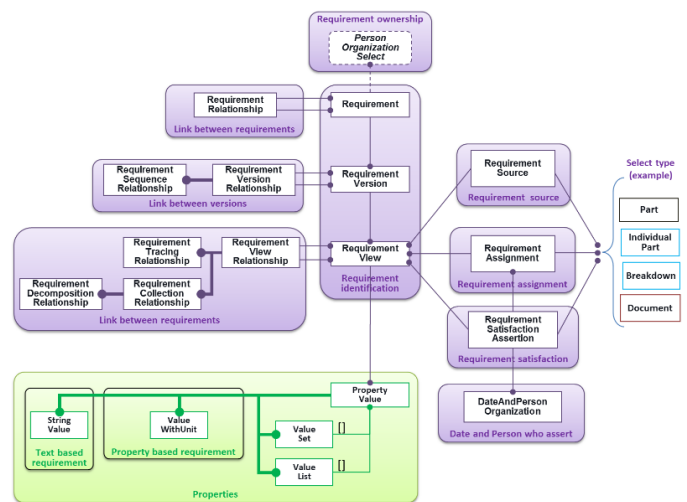 Requirement ownership
Person
Organization
Select
Requirement
Relationship
Link between requirements
Requirement
Requirement
Sequence
Relationship
Requirement
Version
Relationship
Link between versions
Requirement
Version
Requirement
Tracing
Relationship
Requirement
View
Relationship
Requirement
Decomposition
Relationship
Requirement
Collection
Relationship
Link between requirements
Requirement
View
Requirement
identification
Requirement
Source
Requirement source
Requirement
Assignment
Requirement assignment
Requirement
Satisfaction
Assertion
Requirement satisfaction
DateAndPerson
Organization
Date and Person who assert
Select type
(example)
Part
Individual
Part
Breakdown
Document
Property
Value
String
Value
Text based
requirement
Value
WithUnit
Property based requirement
Value
Set
[]
Value
List
[]
Properties